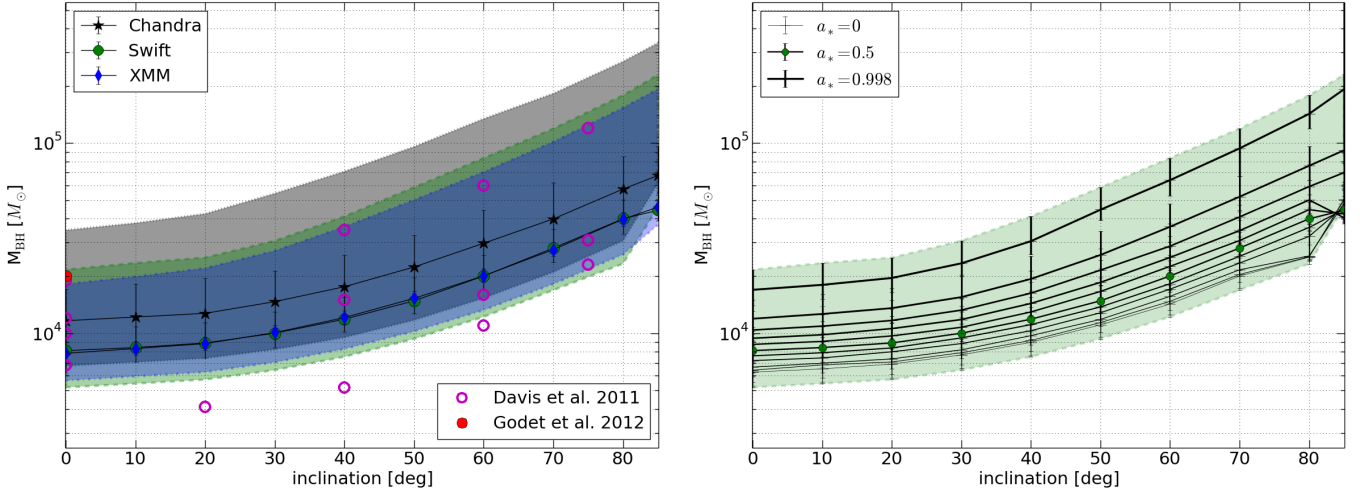 Chandra
Swift
XMM
10^5
10^4
M_BH [M_⊙]
Davis et al. 2011
Godet et al. 2012
0 10 20 30 40 50 60 70 80
inclination [deg]
a_* = 0
a_* = 0.5
a_* = 0.998
10^5
10^4
M_BH [M_⊙]
0 10 20 30 40 50 60 70 80
inclination [deg]